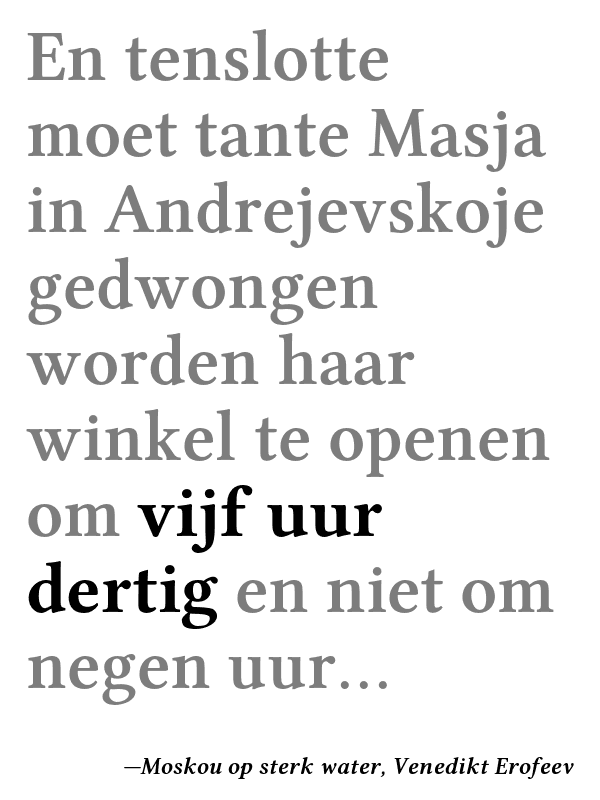 En tenslotte
moet tante Masja
in Andrejevskoje
gedwongen
worden haar
winkel te openen
om vijf uur
dertig en niet om
negen uur…
—Moskou op sterk water, Venedikt Erofeev